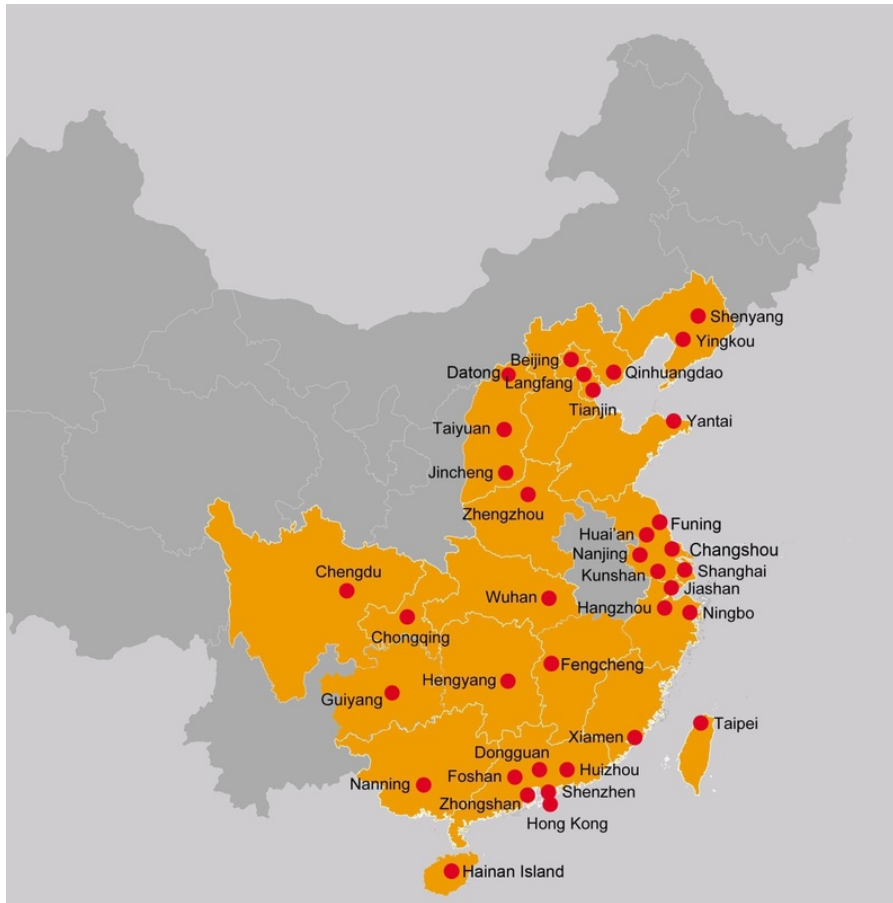 Shenyang
Yingkou
Beijing
Datong
Langfang
Qinhuangdao
Tianjin
Yantai
Taiyuan
Jincheng
Zhengzhou
Funing
Huai'an
Nanjing
Changshou
Kunshan
Shanghai
Chengdu
Jiashan
Wuhan
Hangzhou
Ningbo
Chongqing
Fengcheng
Hengyang
Guiyang
Taipei
Xiamen
Dongguan
Foshan
Huizhou
Nanning
Shenzhen
Zhongshan
Hong Kong
Hainan Island